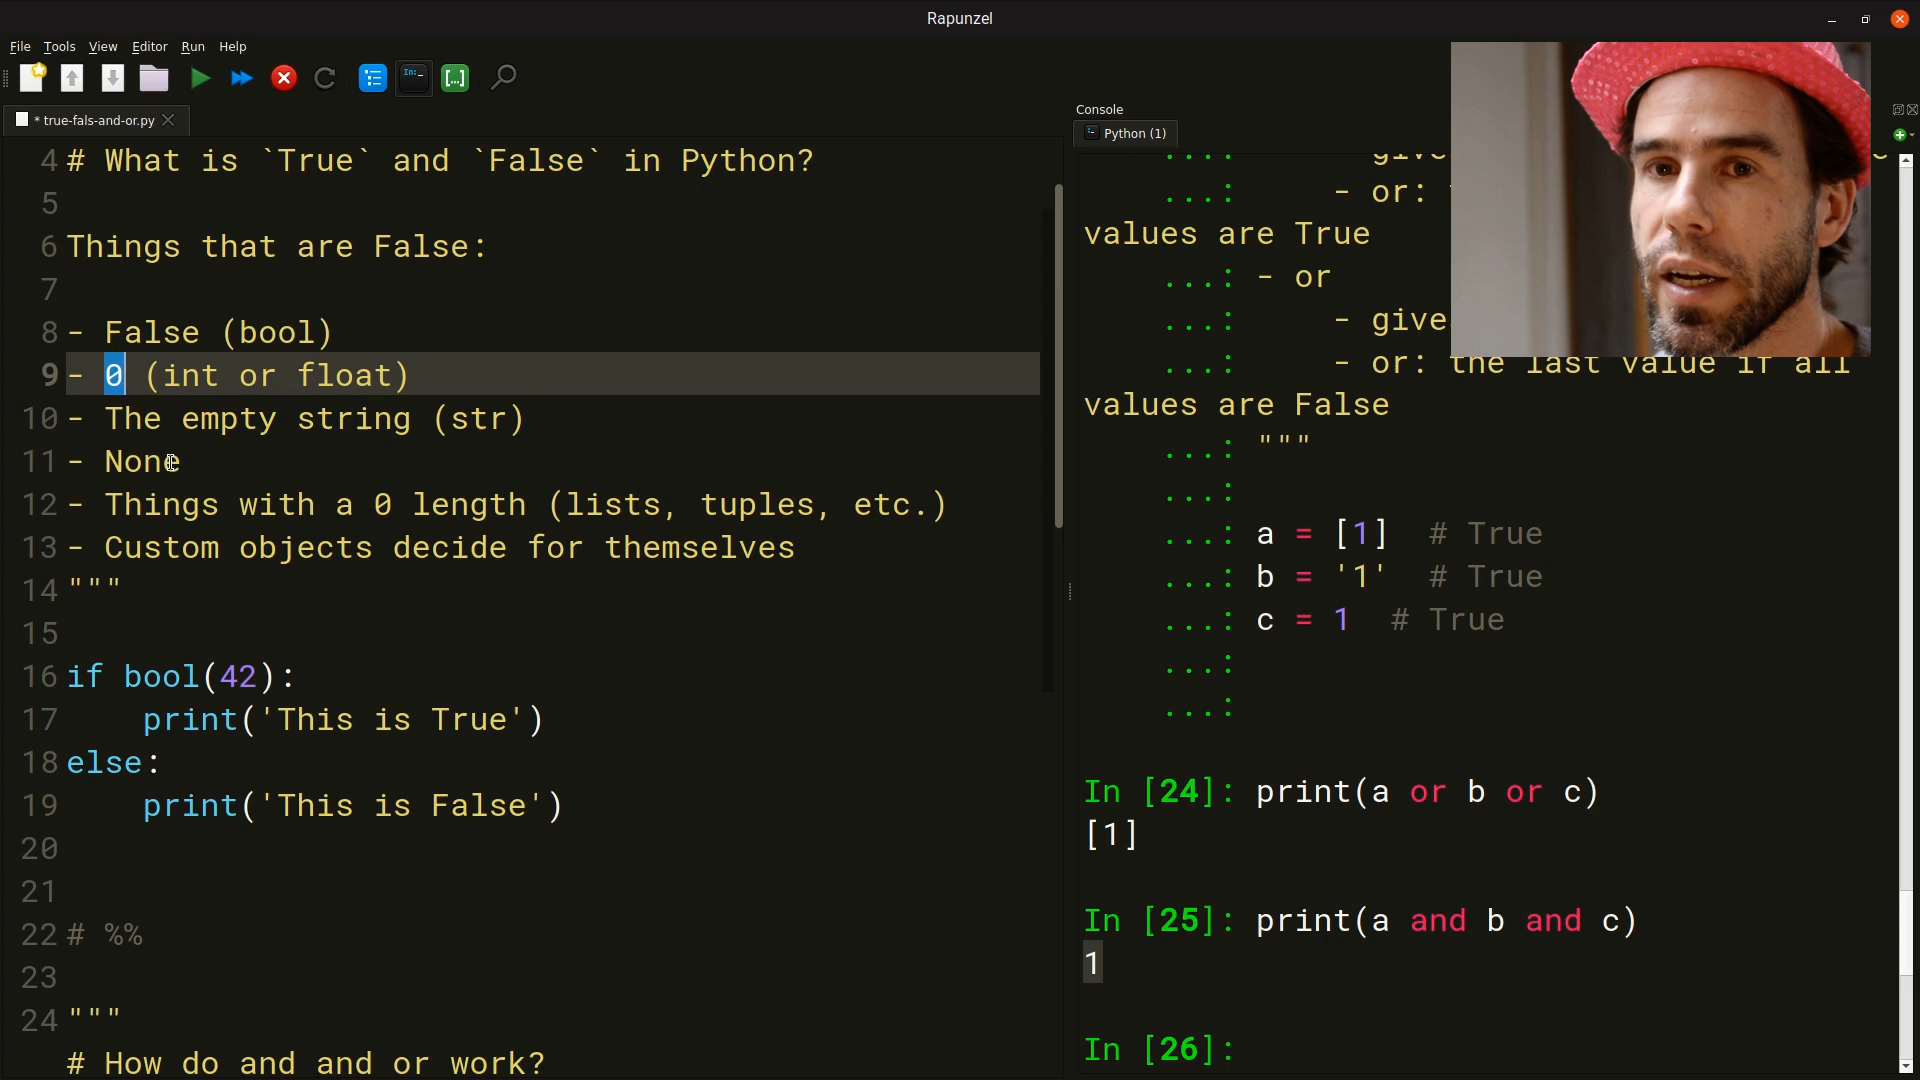 Rapunzel
File Tools View Editor Run Help
* true-fals-and-or.py
4 # What is `True` and `False` in Python?
5
6 Things that are False:
7
8 - False (bool)
9 - 0 (int or float)
10 - The empty string (str)
11 - None
12 - Things with a 0 length (lists, tuples, etc.)
13 - Custom objects decide for themselves
14 """
15
16 if bool(42):
17 print('This is True')
18 else:
19 print('This is False')
20
21
22 # %%
23
24 """
# How do and and or work?
Console
Python (1)
...: - give
...: - or:
values are True
...: - or
...: - give
...: - or: the last value if all
values are False
...: """
...:
...: a = [1] # True
...: b = '1' # True
...: c = 1 # True
...:
...:
In [24]: print(a or b or c)
[1]
In [25]: print(a and b and c)
1
In [26]: